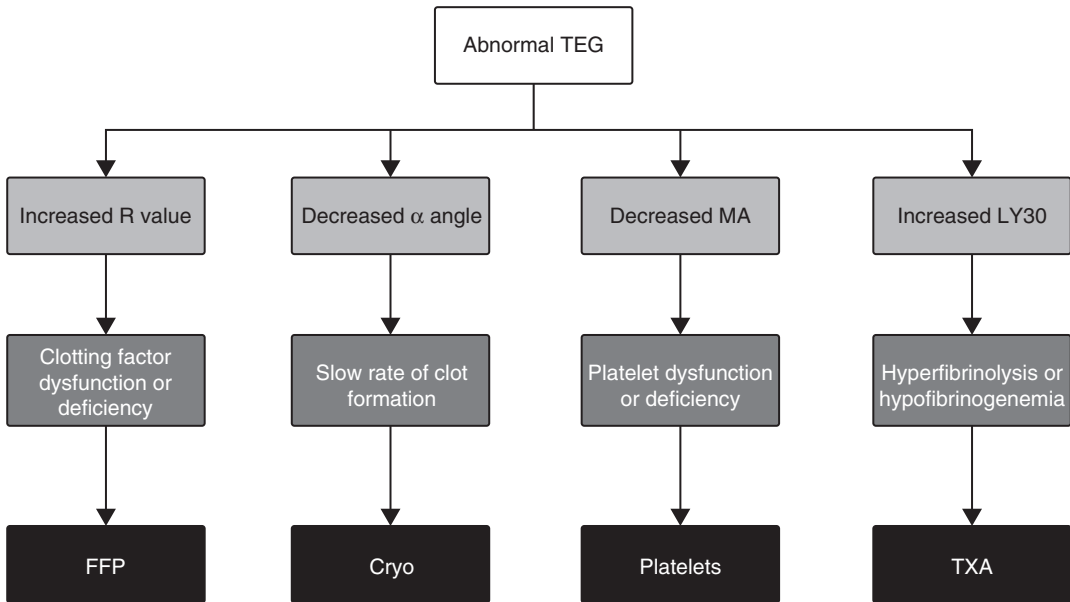 Abnormal TEG
Increased R value
Decreased α angle
Decreased MA
Increased LY30
Clotting factor
dysfunction or
deficiency
Slow rate of clot
formation
Platelet dysfunction
or deficiency
Hyperfibrinolysis or
hypofibrinogenemia
FFP
Cryo
Platelets
TXA